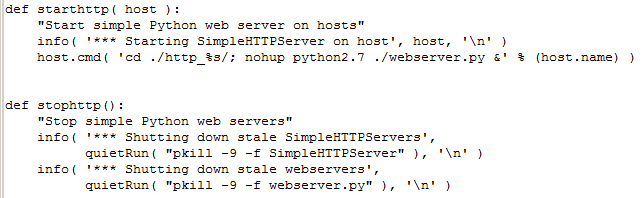 def starthttp( host ):
    "Start simple Python web server on hosts"
    info( '*** Starting SimpleHTTPServer on host', host, '\n' )
    host.cmd( 'cd ./http_%s/; nohup python2.7 ./webserver.py &' % (host.name) )
def stophttp():
    "Stop simple Python web servers"
    info( '*** Shutting down stale SimpleHTTPServers',
          quietRun( "pkill -9 -f SimpleHTTPServer" ), '\n' )
    info( '*** Shutting down stale webservers',
          quietRun( "pkill -9 -f webserver.py" ), '\n' )